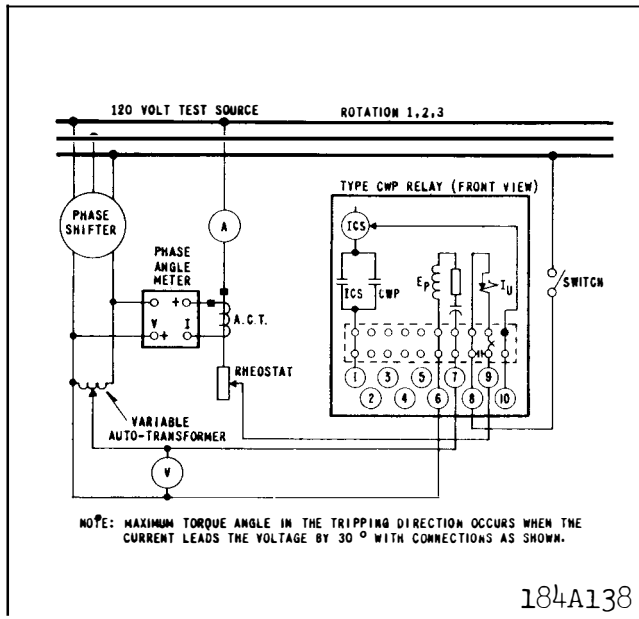 120 VOLT TEST SOURCE ROTATION 1,2,3
TYPE CWP RELAY (FRONT VIEW)
PHASE
SHIFTER
A
ICS
PHASE
ANGLE
METER
ICS CWP
EP
IU
SWITCH
+
V I
+
A.C.T.
RHEOSTAT
1 3 5 7 9
2 4 6 8 10
VARIABLE
AUTO-TRANSFORMER
V
NOTE: MAXIMUM TORQUE ANGLE IN THE TRIPPING DIRECTION OCCURS WHEN THE
CURRENT LEADS THE VOLTAGE BY 30 ° WITH CONNECTIONS AS SHOWN.
184A138